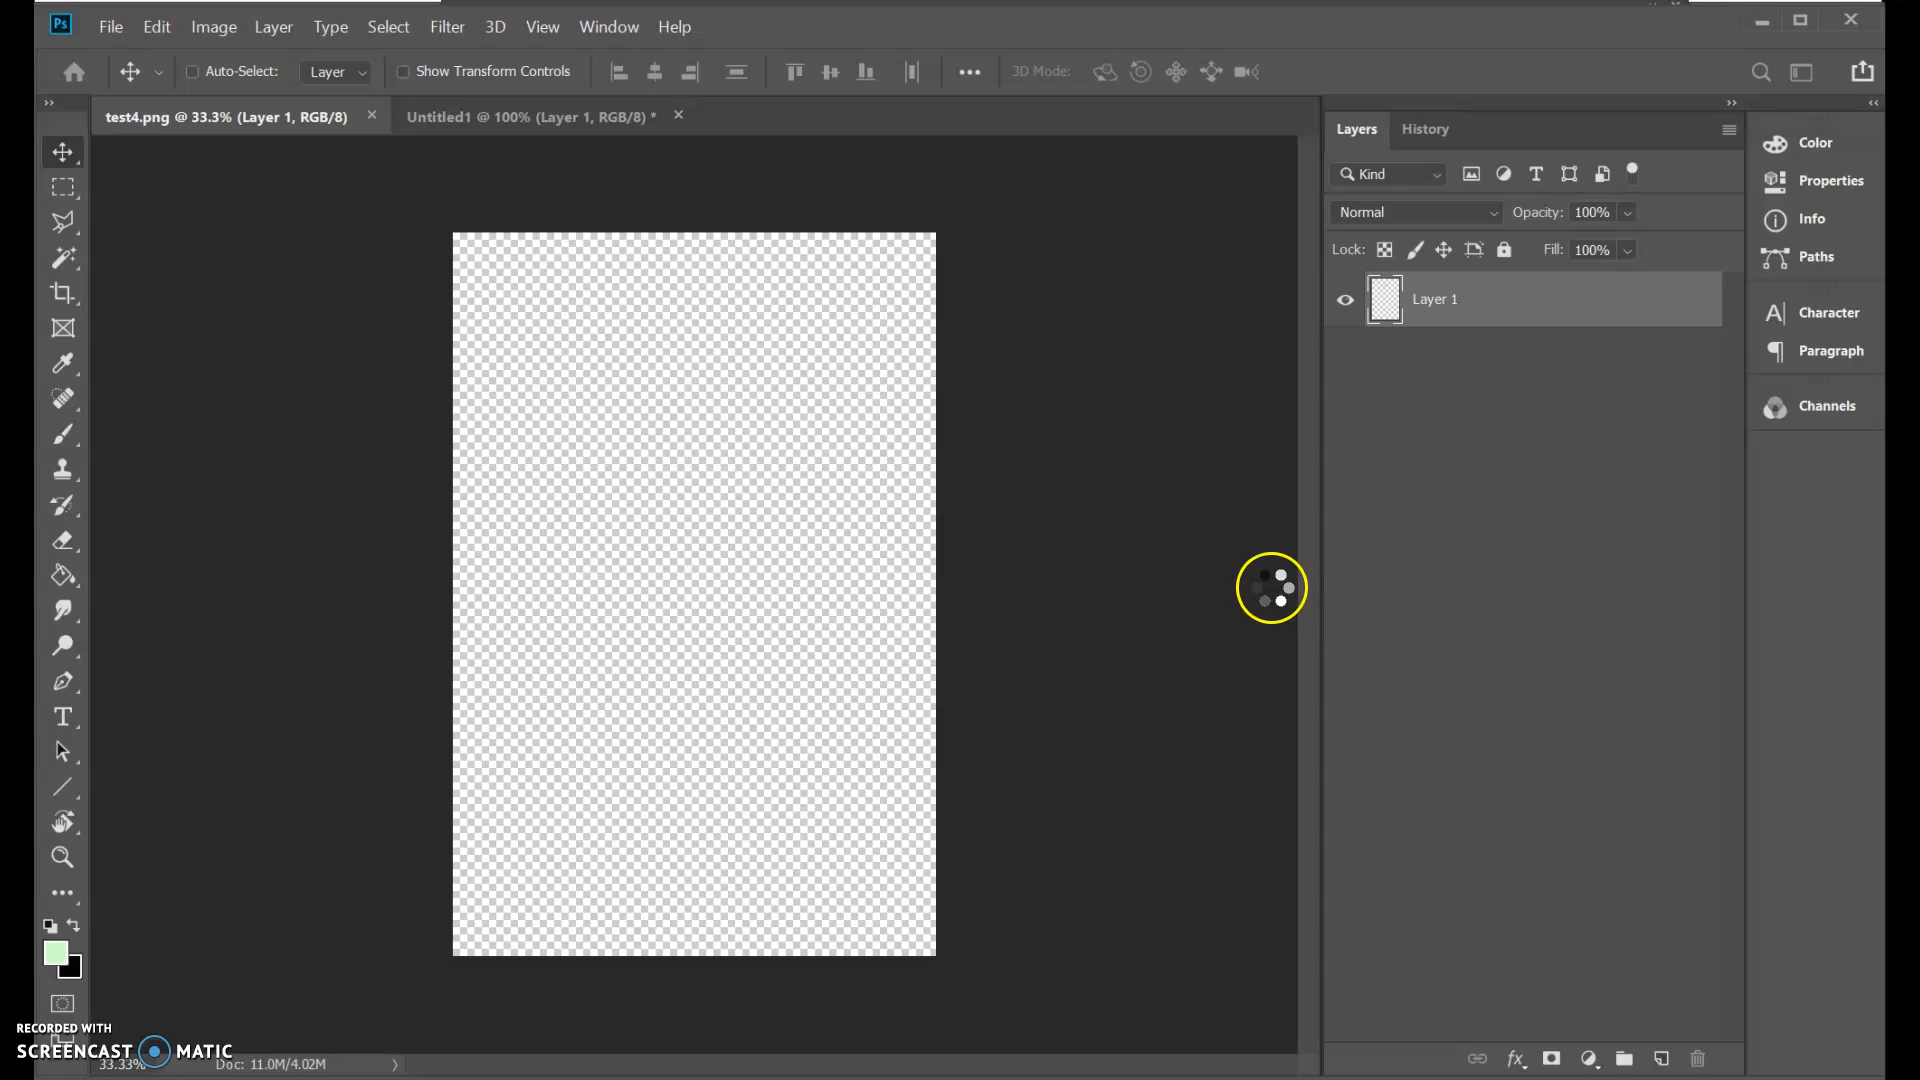 Ps File Edit Image Layer Type Select Filter 3D View Window Help
Auto-Select: Layer Show Transform Controls 3D Mode:
test4.png @ 33.3% (Layer 1, RGB/8) Untitled1 @ 100% (Layer 1, RGB/8) *
Layers History
Kind
Normal Opacity: 100%
Lock: Fill: 100%
Layer 1
Color
Properties
Info
Paths
Character
Paragraph
Channels
RECORDED WITH
SCREENCAST MATIC
33.33% Doc: 11.0M/4.02M